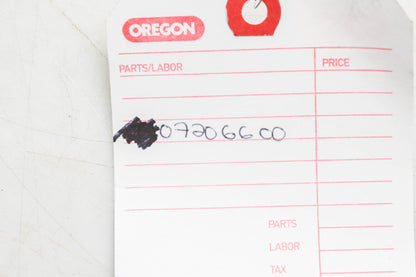 OREGON
PARTS/LABOR PRICE
07206600
PARTS
LABOR
TAX